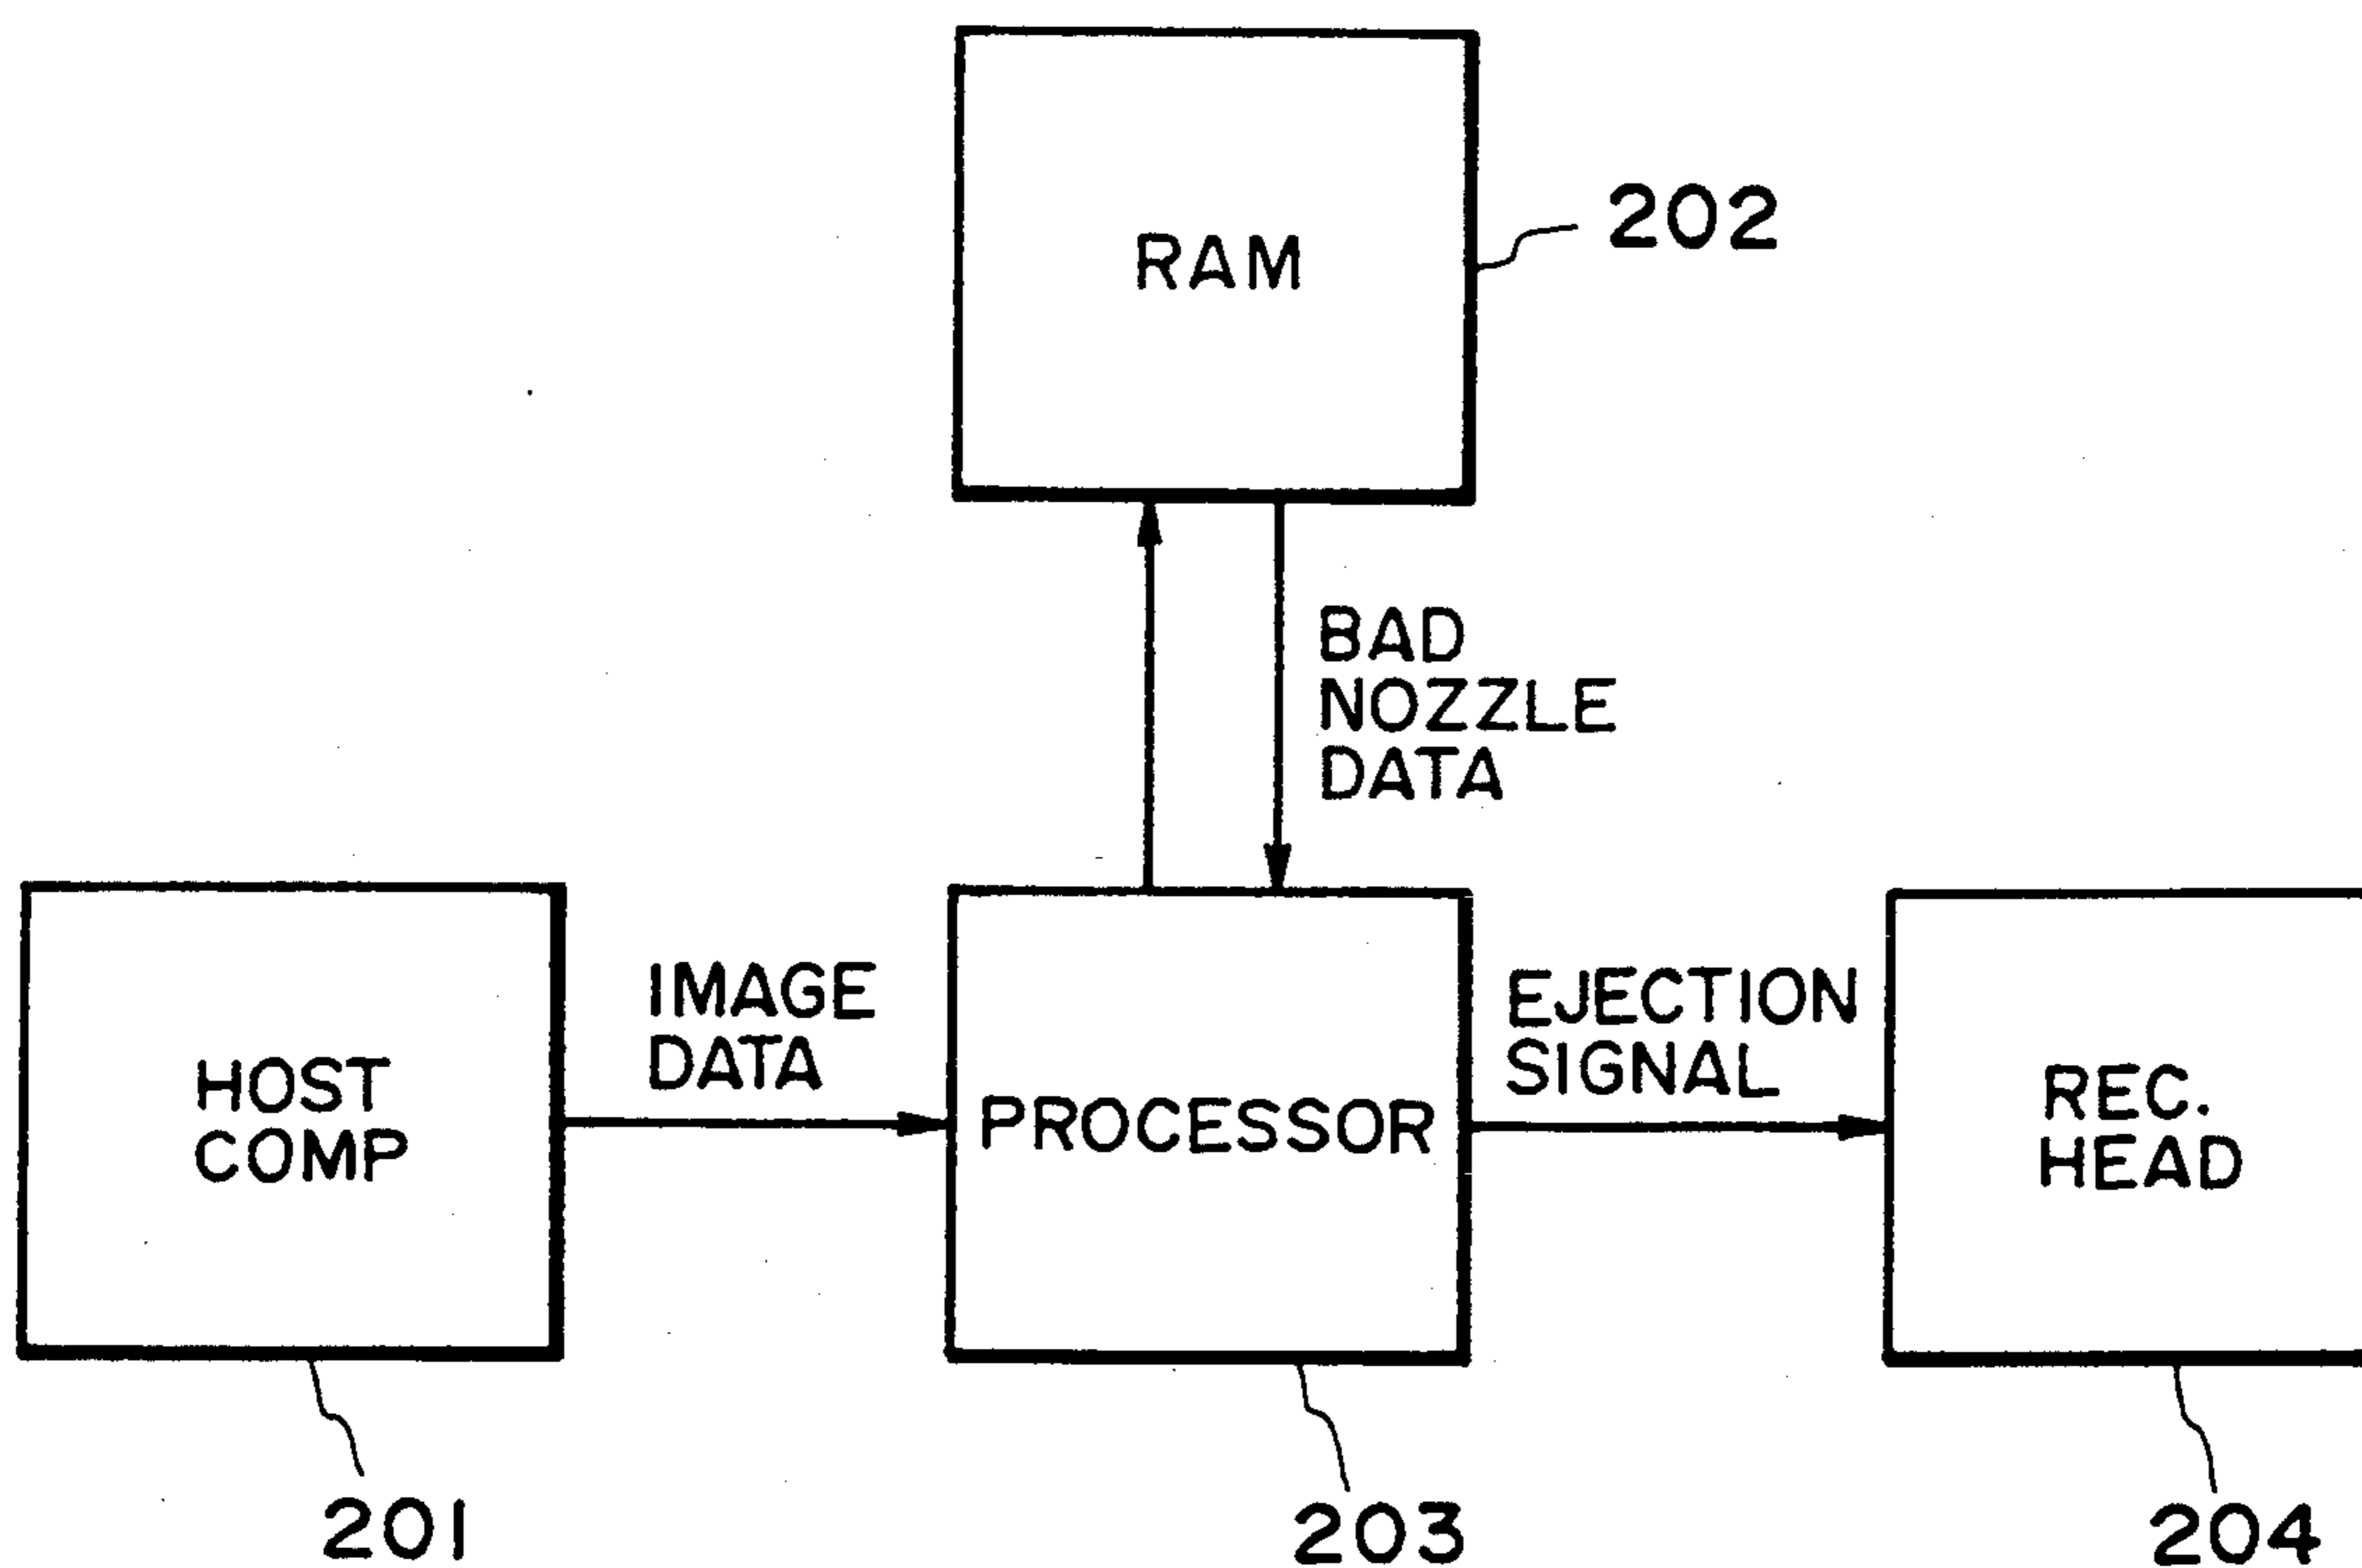 RAM
202
BAD
NOZZLE
DATA
HOST
COMP
IMAGE
DATA
PROCESSOR
EJECTION
SIGNAL
REC.
HEAD
201
203
204